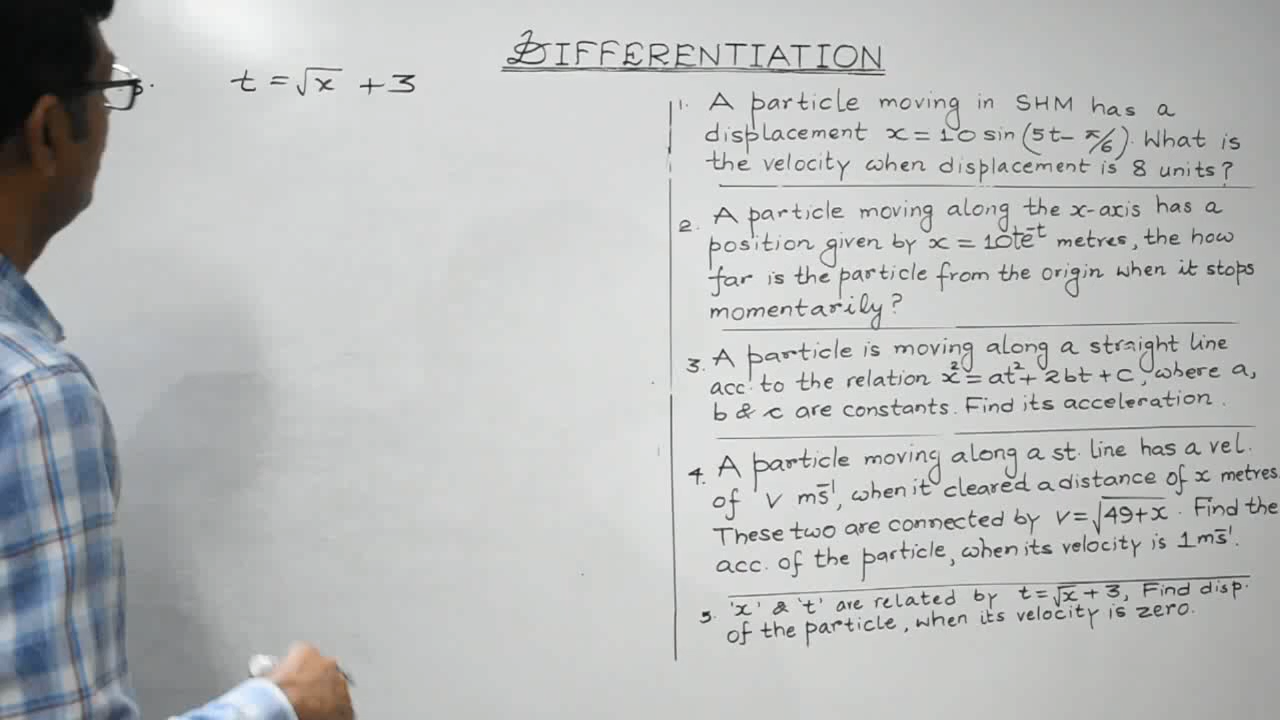 DIFFERENTIATION
t = √x + 3
1. A particle moving in SHM has a
displacement x = 10 sin (5t - π/6). What is
the velocity when displacement is 8 units?
2. A particle moving along the x-axis has a
position given by x = 10te⁻ᵗ metres, the how
far is the particle from the origin when it stops
momentarily?
3. A particle is moving along a straight line
acc. to the relation x² = at² + 2bt + c, where a,
b & c are constants. Find its acceleration.
4. A particle moving along a st. line has a vel.
of V ms⁻¹, when it cleared a distance of x metres.
These two are connected by v = √49+x. Find the
acc. of the particle, when its velocity is 1 ms⁻¹.
5. 'x' & 't' are related by t = √x + 3, Find disp.
of the particle, when its velocity is zero.